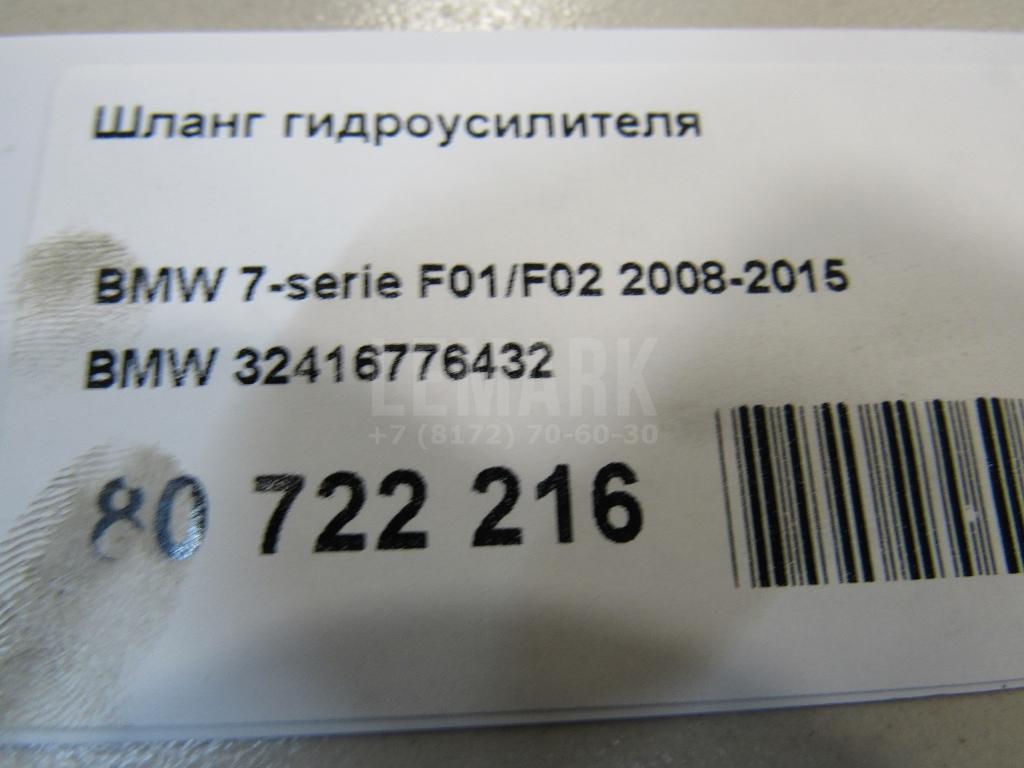 Шланг гидроусилителя
BMW 7-serie F01/F02 2008-2015
BMW 32416776432
LEMARK
+7 (8172) 70-60-30
80 722 216